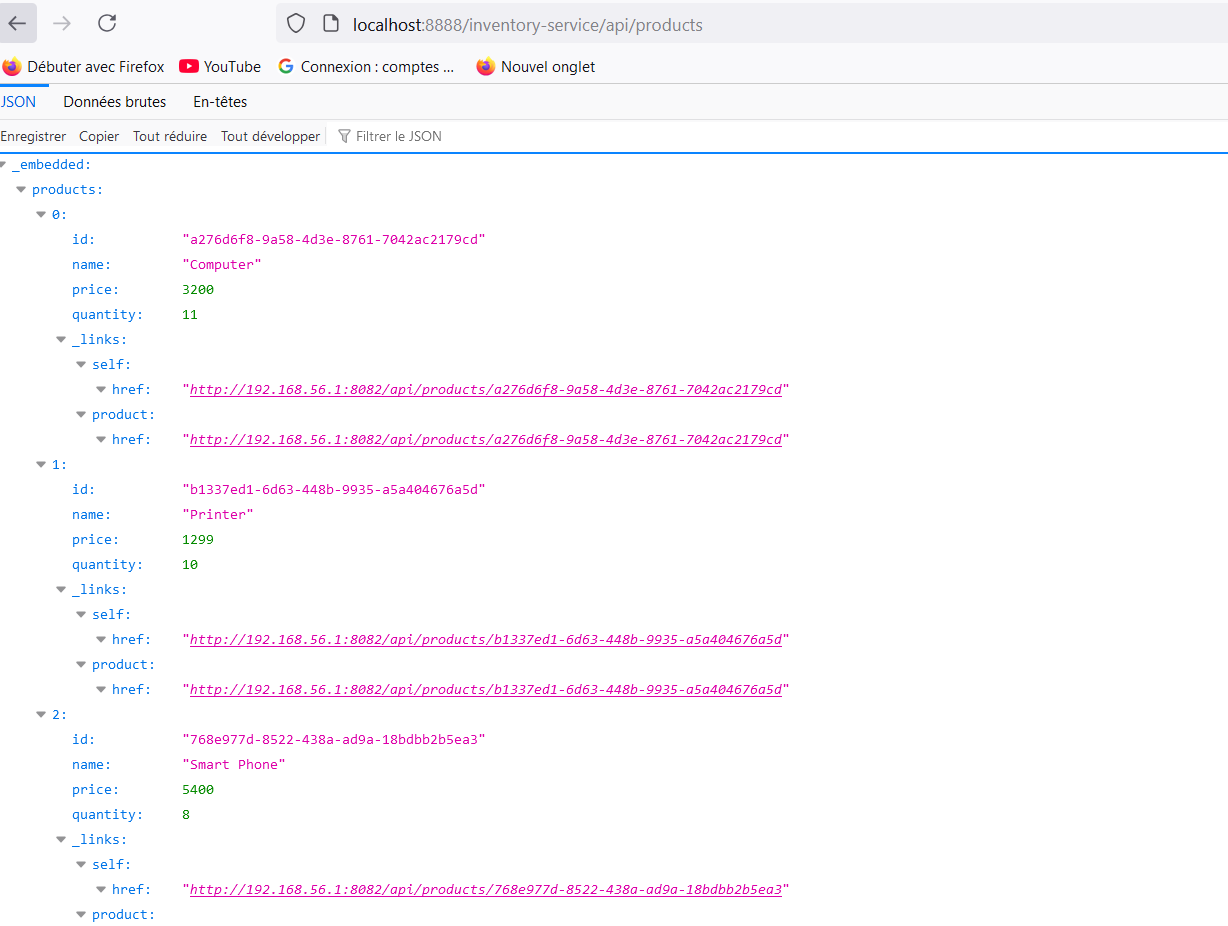 localhost:8888/inventory-service/api/products
Débuter avec Firefox YouTube Connexion : comptes ... Nouvel onglet
JSON Données brutes En-têtes
Enregistrer Copier Tout réduire Tout développer Filtrer le JSON
_embedded:
products:
0:
id: "a276d6f8-9a58-4d3e-8761-7042ac2179cd"
name: "Computer"
price: 3200
quantity: 11
_links:
self:
href: "http://192.168.56.1:8082/api/products/a276d6f8-9a58-4d3e-8761-7042ac2179cd"
product:
href: "http://192.168.56.1:8082/api/products/a276d6f8-9a58-4d3e-8761-7042ac2179cd"
1:
id: "b1337ed1-6d63-448b-9935-a5a404676a5d"
name: "Printer"
price: 1299
quantity: 10
_links:
self:
href: "http://192.168.56.1:8082/api/products/b1337ed1-6d63-448b-9935-a5a404676a5d"
product:
href: "http://192.168.56.1:8082/api/products/b1337ed1-6d63-448b-9935-a5a404676a5d"
2:
id: "768e977d-8522-438a-ad9a-18bdbb2b5ea3"
name: "Smart Phone"
price: 5400
quantity: 8
_links:
self:
href: "http://192.168.56.1:8082/api/products/768e977d-8522-438a-ad9a-18bdbb2b5ea3"
product: